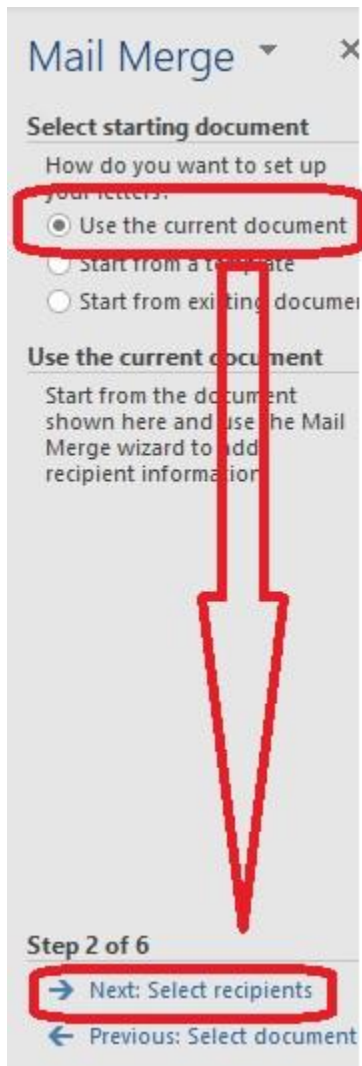 Mail Merge
Select starting document
How do you want to set up
your letters?
Use the current document
Start from a template
Start from existing documen
Use the current document
Start from the document
shown here and use the Mail
Merge wizard to add
recipient information
Step 2 of 6
Next: Select recipients
Previous: Select document